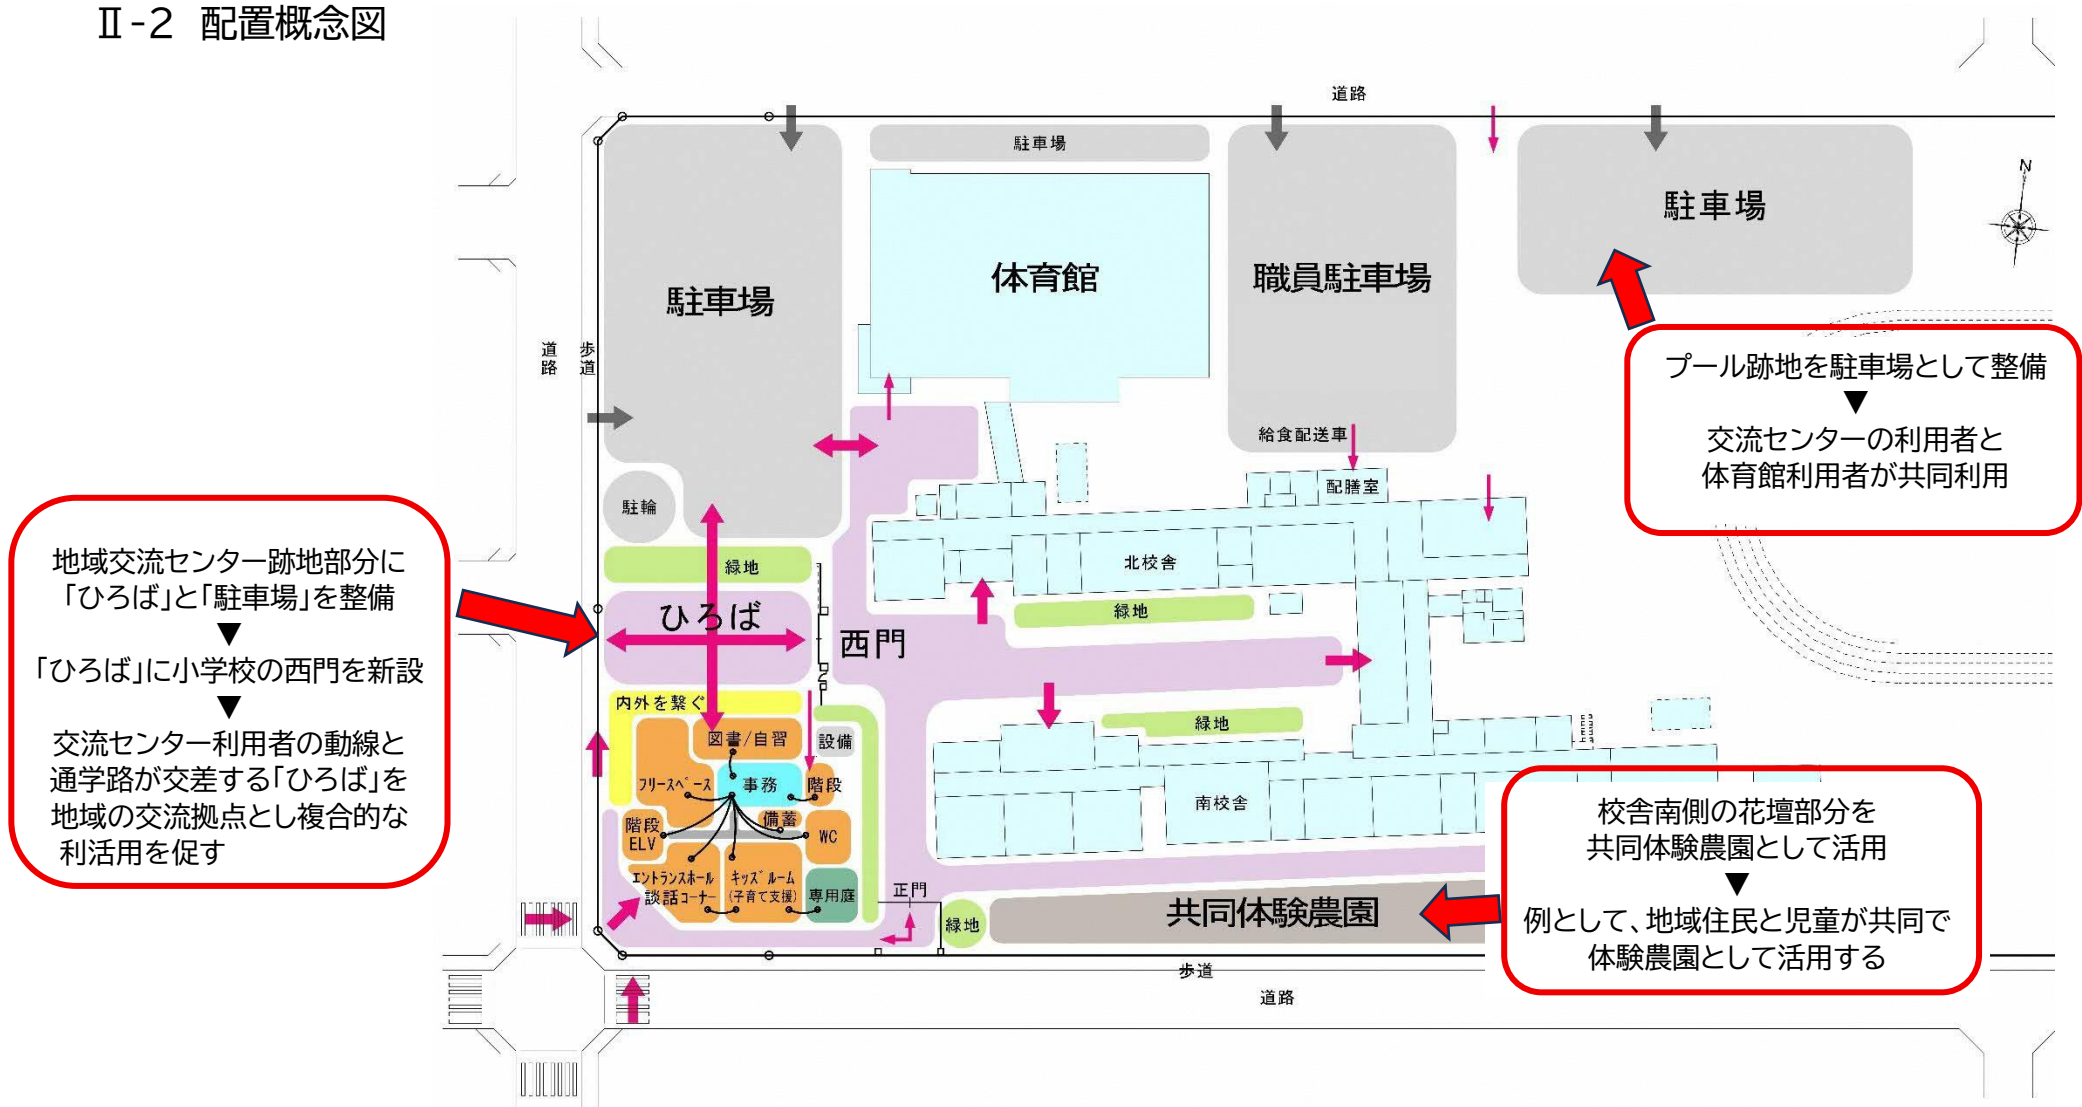 Ⅱ-2 配置概念図
道路
駐車場
N
駐車場
体育館
職員駐車場
駐車場
道路
歩道
プール跡地を駐車場として整備
▼
交流センターの利用者と
体育館利用者が共同利用
給食配送車
配膳室
駐輪
北校舎
緑地
緑地
ひろば
西門
地域交流センター跡地部分に
「ひろば」と「駐車場」を整備
▼
「ひろば」に小学校の西門を新設
▼
交流センター利用者の動線と
通学路が交差する「ひろば」を
地域の交流拠点とし複合的な
利活用を促す
内外を繋ぐ
緑地
図書/自習
設備
フリースペース
事務
階段
南校舎
備蓄
階段
ELV
WC
エントランスホール
談話コーナー
キッズルーム
(子育て支援)
専用庭
正門
緑地
共同体験農園
校舎南側の花壇部分を
共同体験農園として活用
▼
例として、地域住民と児童が共同で
体験農園として活用する
歩道
道路